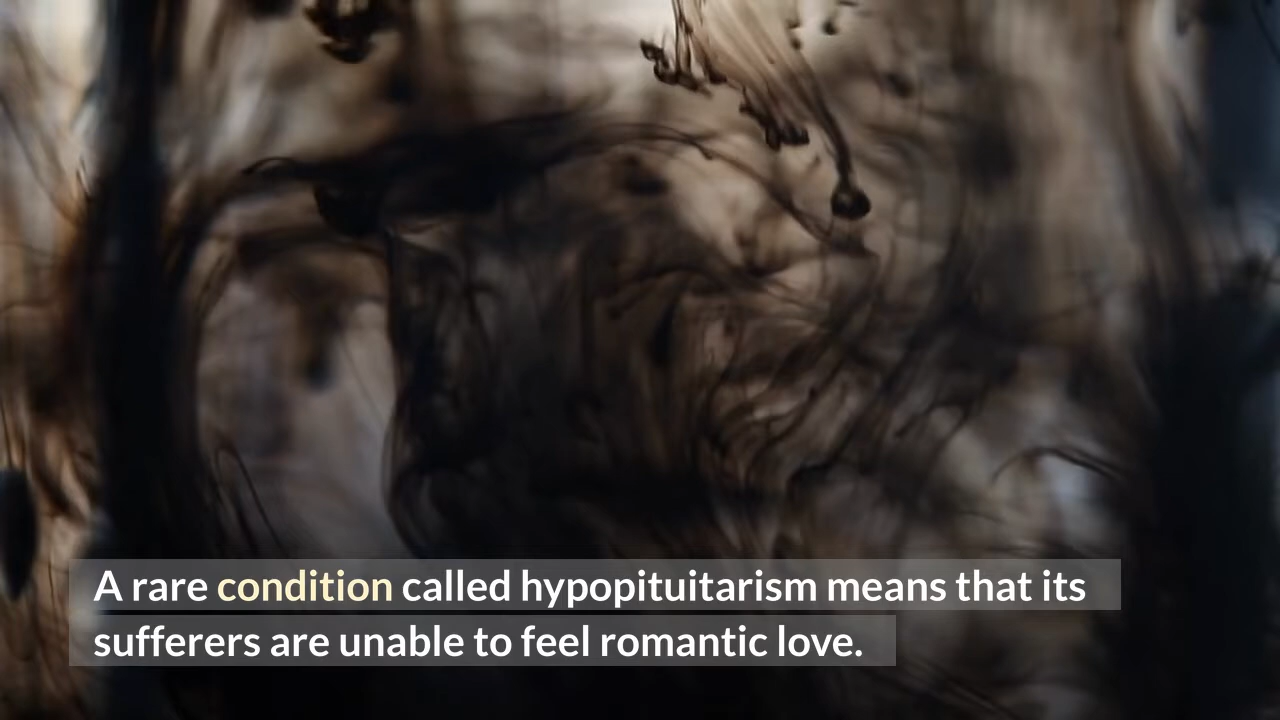 A rare condition called hypopituitarism means that its
sufferers are unable to feel romantic love.